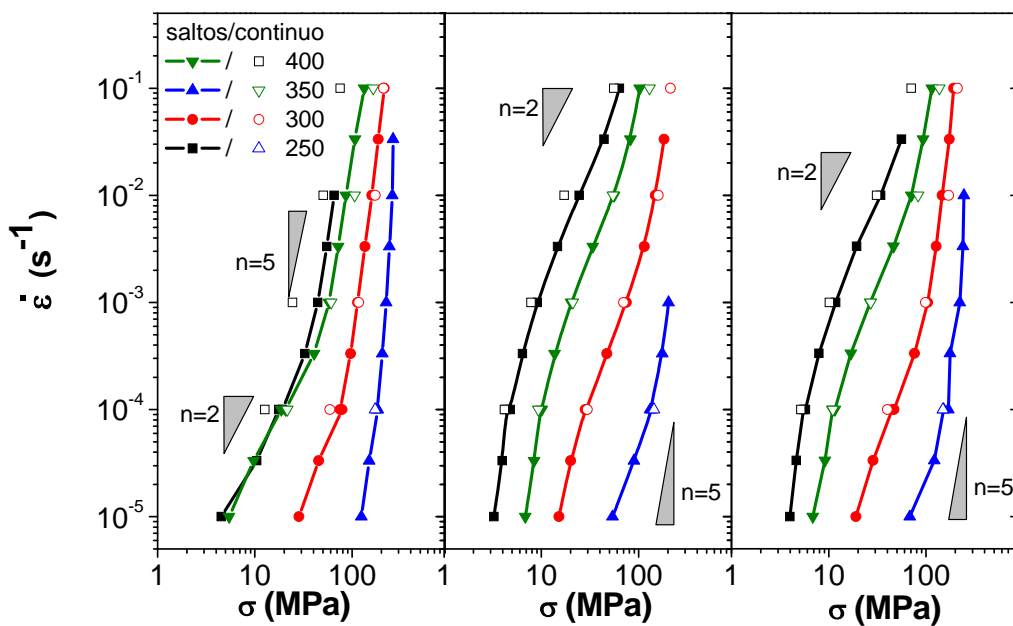 saltos/continuo
/ 400
/ 350
/ 300
/ 250
10^-1
10^-2
10^-3
10^-4
10^-5
ε̇ (s^-1)
n=5
n=2
n=2
n=5
n=2
n=5
1 10 100
1 10 100
1 10 100
σ (MPa)
σ (MPa)
σ (MPa)